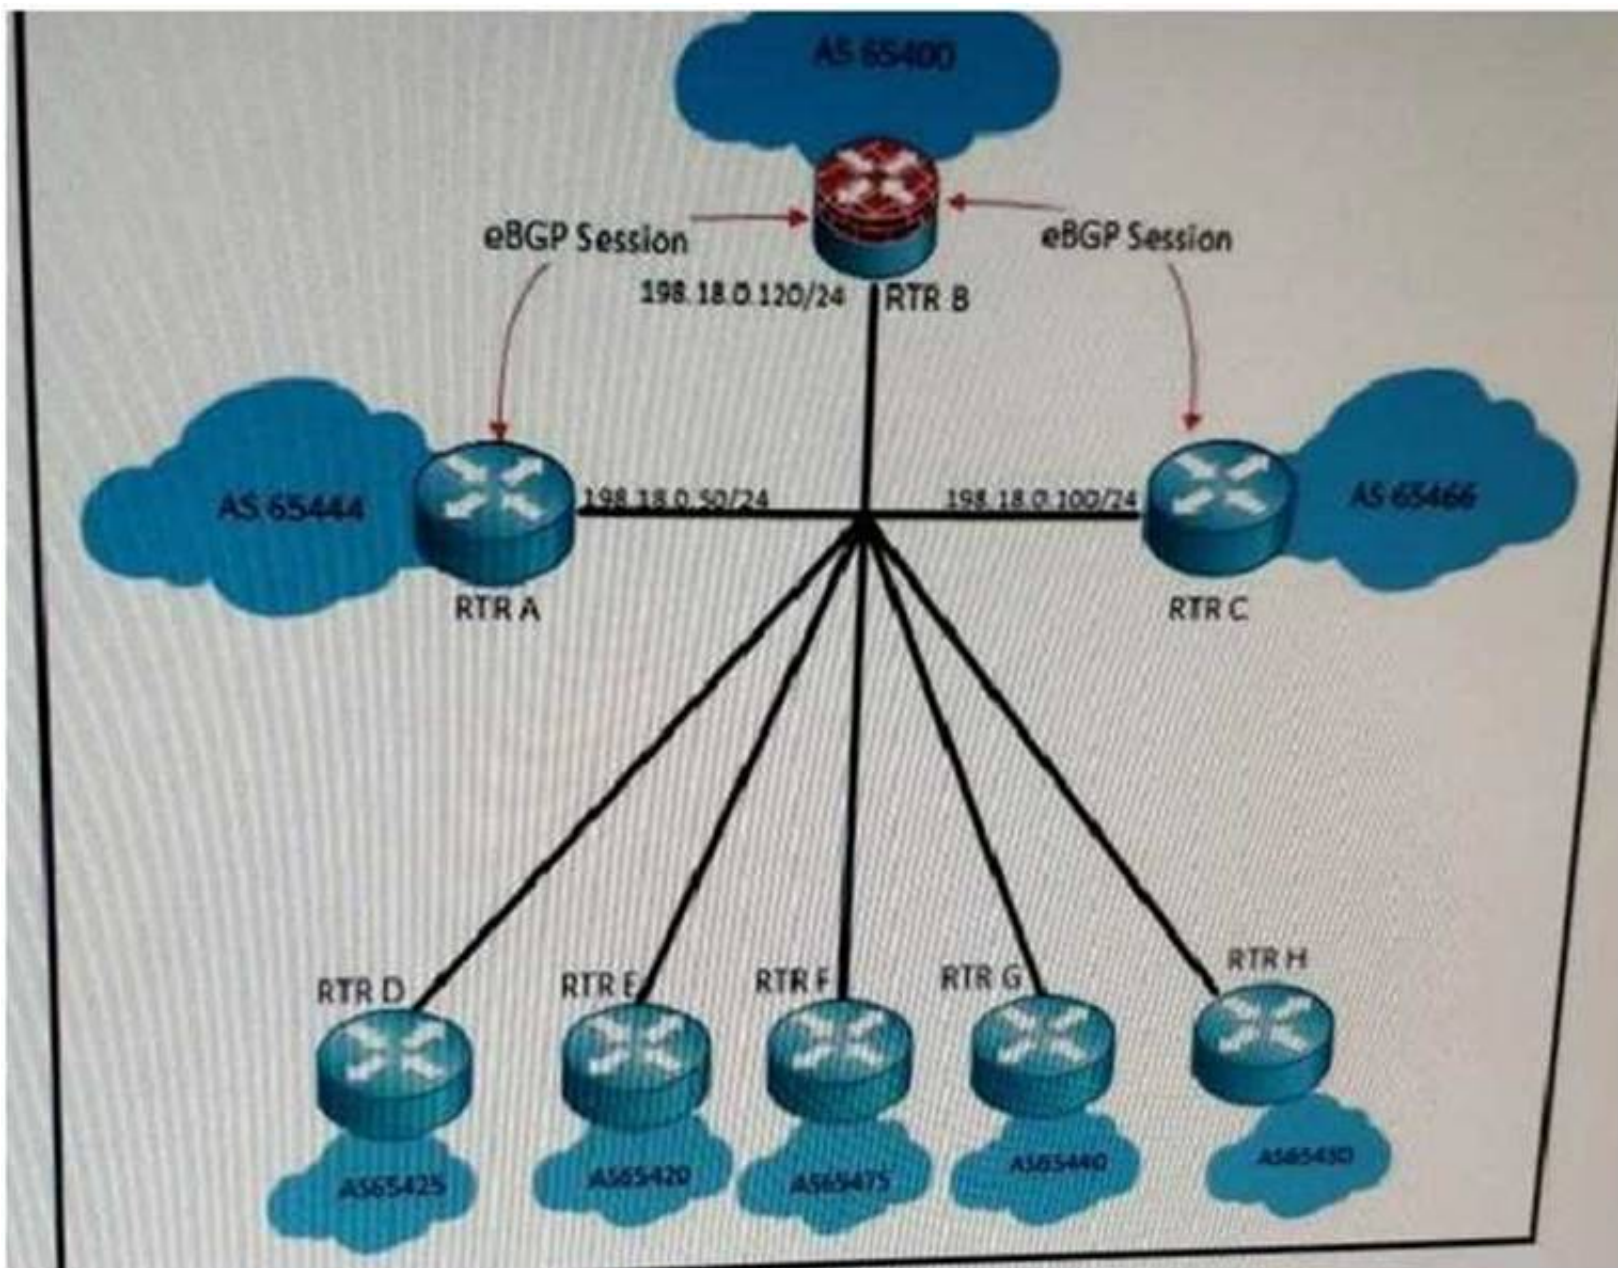 AS 65400
eBGP Session
eBGP Session
198.18.0.120/24
RTR B
AS 65444
198.18.0.50/24
198.18.0.100/24
AS 65466
RTR A
RTR C
RTR D
RTR E
RTR F
RTR G
RTR H
AS65425
AS65420
AS65475
AS65440
AS65450